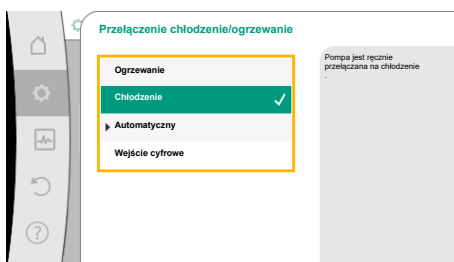 Przełączenie chłodzenie/ogrzewanie
Ogrzewanie
Chłodzenie
Automatyczny
Wejście cyfrowe
Pompa jest ręcznie
przełączana na chłodzenie
.